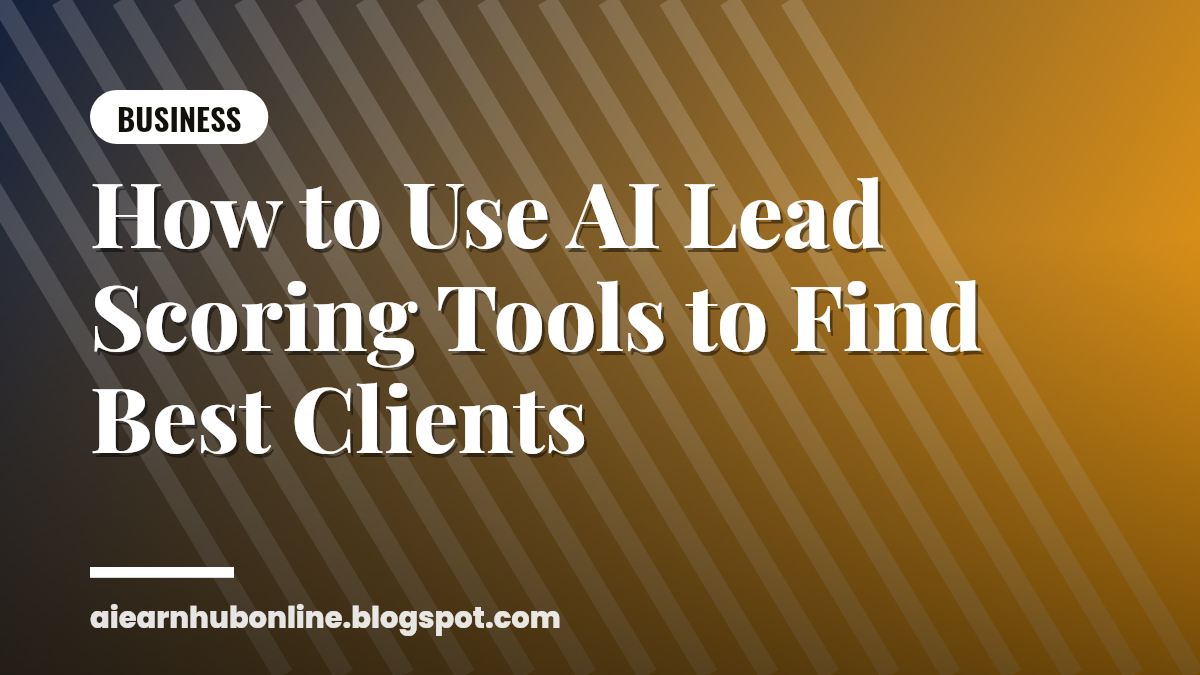 BUSINESS
How to Use AI Lead
Scoring Tools to Find
Best Clients
aiearnhubonline.blogspot.com